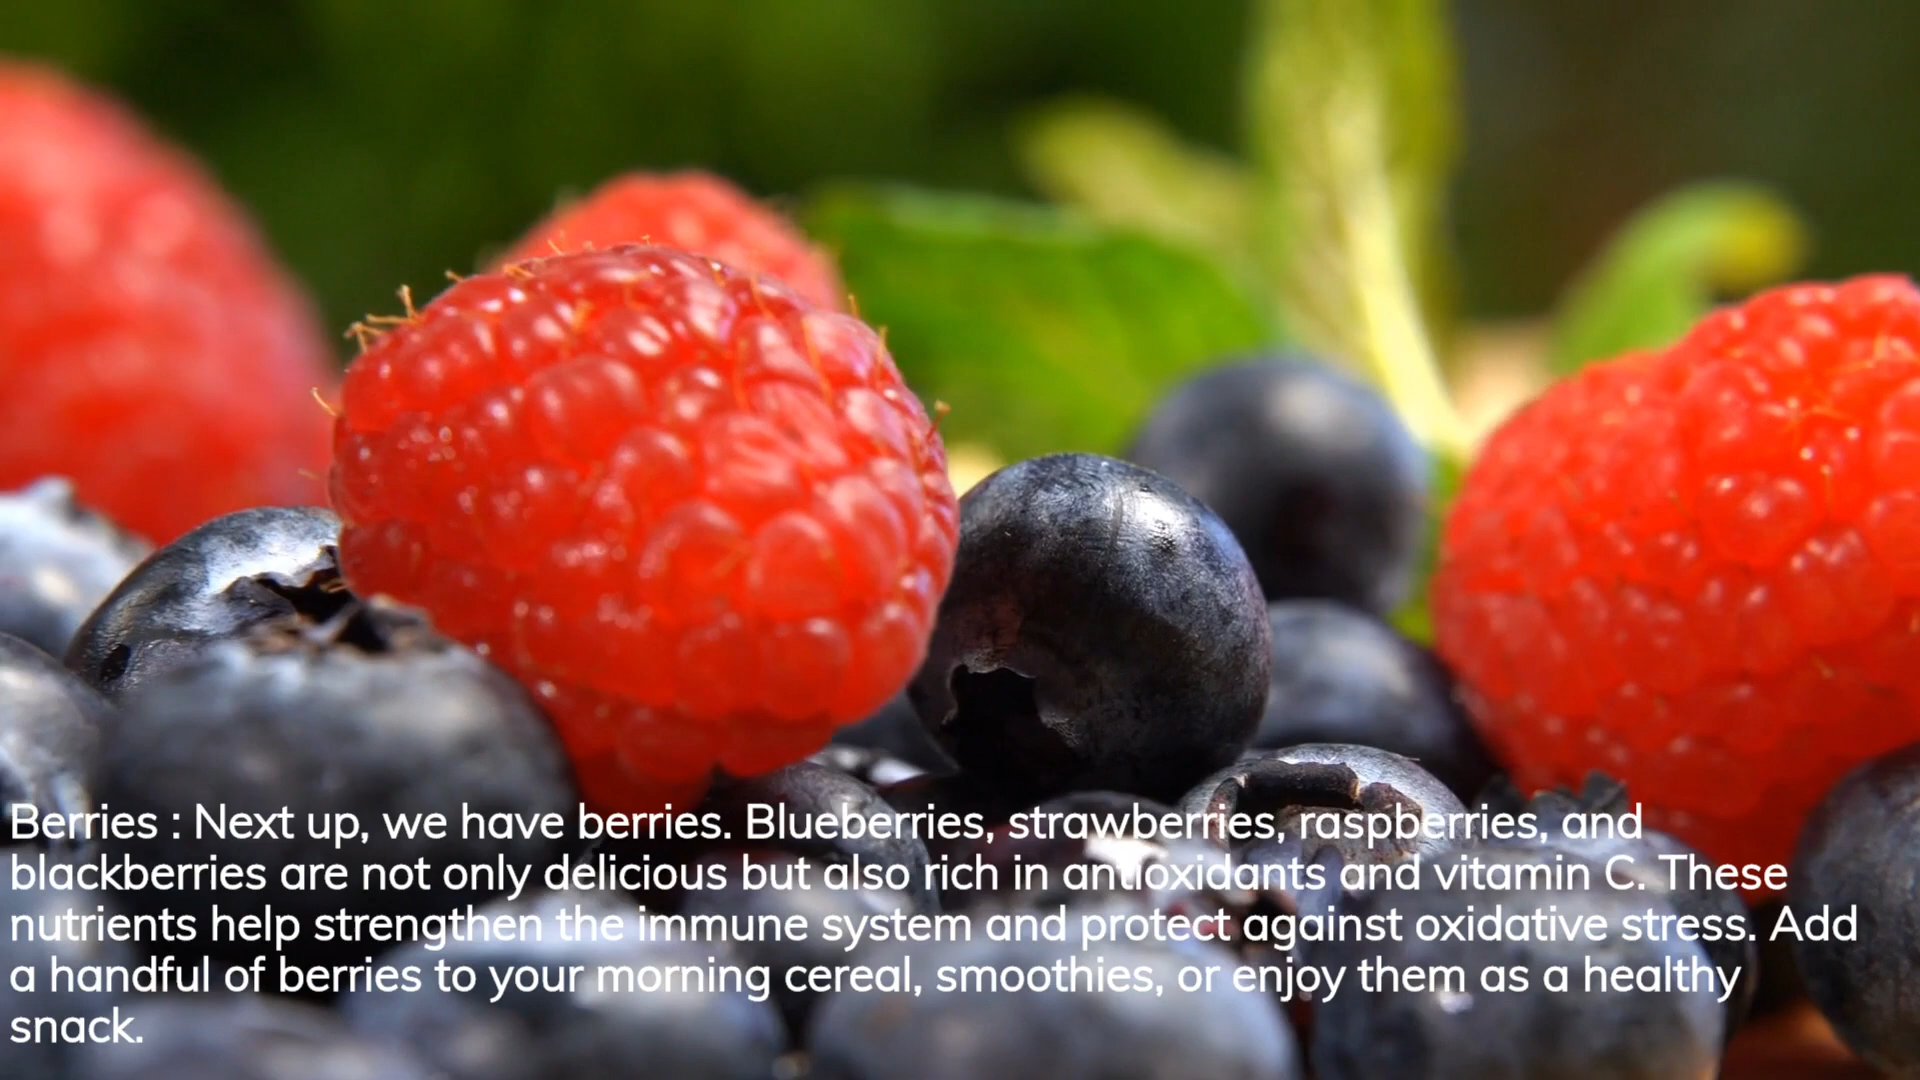 Berries : Next up, we have berries. Blueberries, strawberries, raspberries, and
blackberries are not only delicious but also rich in antioxidants and vitamin C. These
nutrients help strengthen the immune system and protect against oxidative stress. Add
a handful of berries to your morning cereal, smoothies, or enjoy them as a healthy
snack.